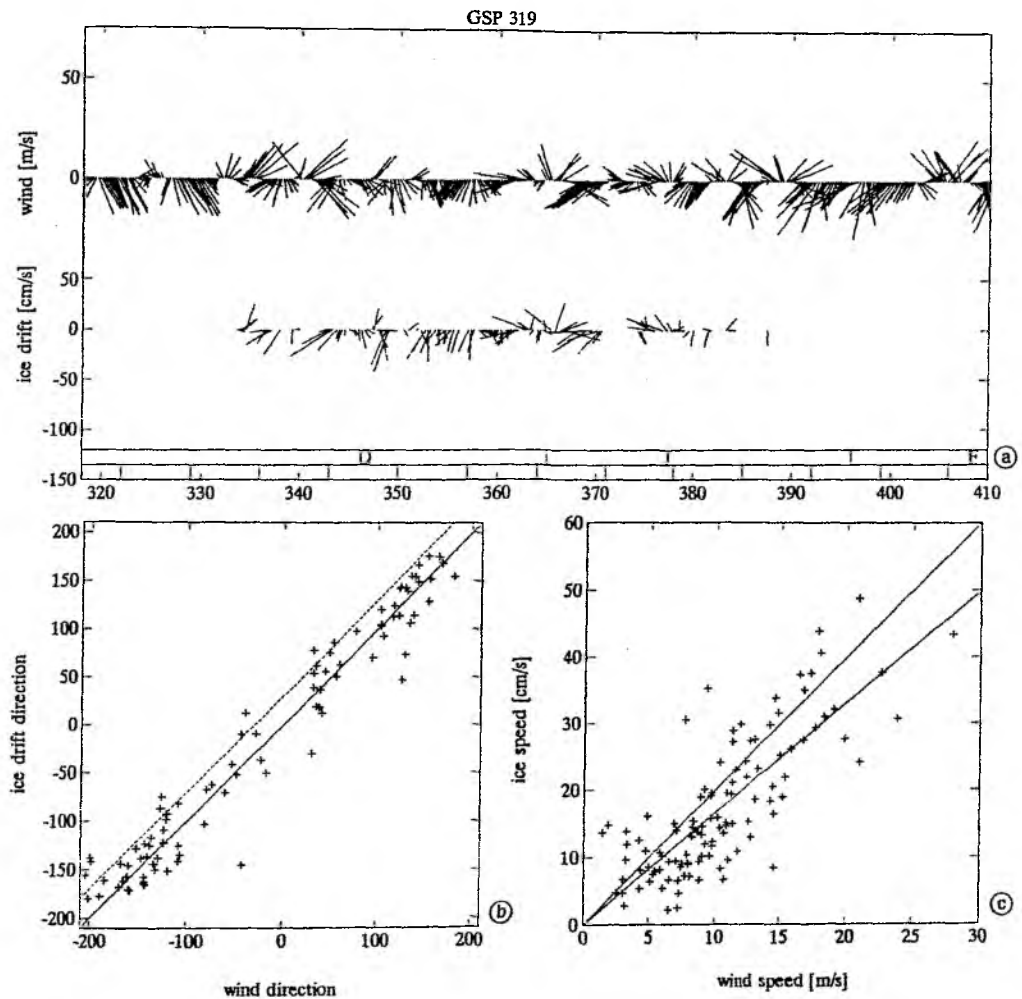 GSP 319
50
0
wind [m/s]
50
0
-50
-100
-150
ice drift [cm/s]
D
F
a
320 330 340 350 360 370 380 390 400 410
200
150
100
50
0
-50
-100
-150
-200
ice drift direction
-200 -100 0 100 200
wind direction
b
60
50
40
30
20
10
0
ice speed [cm/s]
0 5 10 15 20 25 30
wind speed [m/s]
c